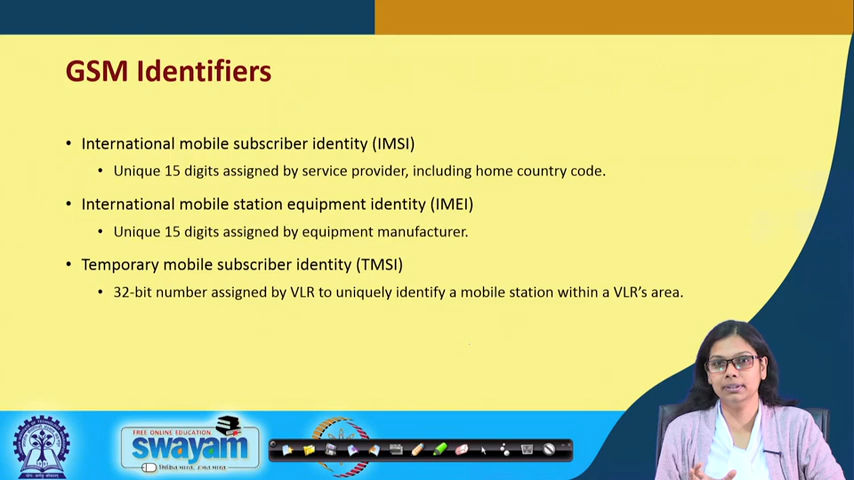 GSM Identifiers
• International mobile subscriber identity (IMSI)
• Unique 15 digits assigned by service provider, including home country code.
• International mobile station equipment identity (IMEI)
• Unique 15 digits assigned by equipment manufacturer.
• Temporary mobile subscriber identity (TMSI)
• 32-bit number assigned by VLR to uniquely identify a mobile station within a VLR's area.
FREE ONLINE EDUCATION
swayam